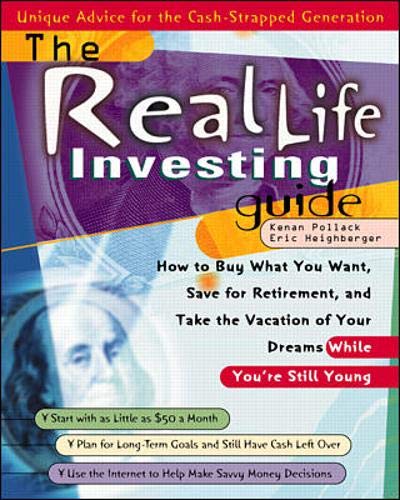 Unique Advice for the Cash-Strapped Generation
The
Real Life
Investing
guide
Kenan Pollack
Eric Heighberger
How to Buy What You Want,
Save for Retirement, and
Take the Vacation of Your
Dreams While
You're Still Young
¥ Start with as Little as $50 a Month
¥ Plan for Long-Term Goals and Still Have Cash Left Over
¥ Use the Internet to Help Make Savvy Money Decisions